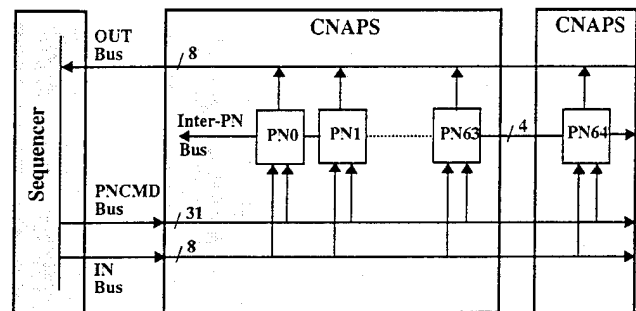 CNAPS
CNAPS
OUT
Bus
8
Inter-PN
Bus
PN0
PN1
PN63
4
PN64
Sequencer
PNCMD
Bus
31
8
IN
Bus